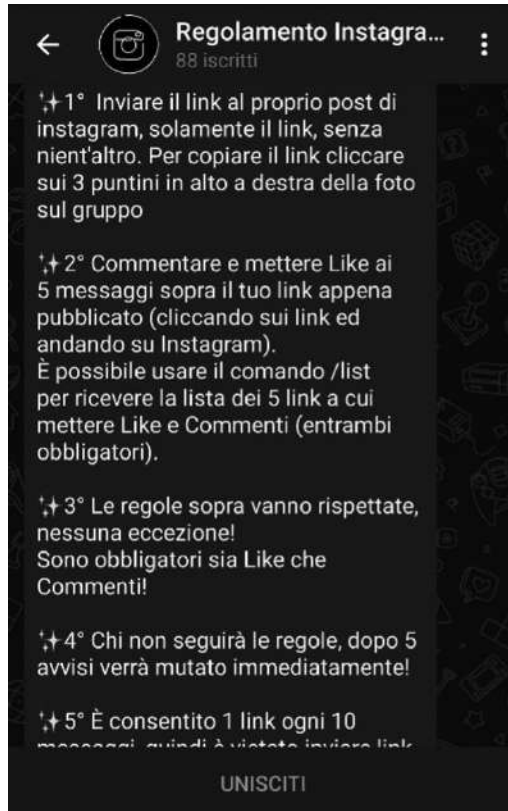 Regolamento Instagra...
88 iscritti
1° Inviare il link al proprio post di
instagram, solamente il link, senza
nient'altro. Per copiare il link cliccare
sui 3 puntini in alto a destra della foto
sul gruppo
2° Commentare e mettere Like ai
5 messaggi sopra il tuo link appena
pubblicato (cliccando sui link ed
andando su Instagram).
È possibile usare il comando /list
per ricevere la lista dei 5 link a cui
mettere Like e Commenti (entrambi
obbligatori).
3° Le regole sopra vanno rispettate,
nessuna eccezione!
Sono obbligatori sia Like che
Commenti!
4° Chi non seguirà le regole, dopo 5
avvisi verrà mutato immediatamente!
5° È consentito 1 link ogni 10
messaggi, quindi è vietato inviare link
UNISCITI